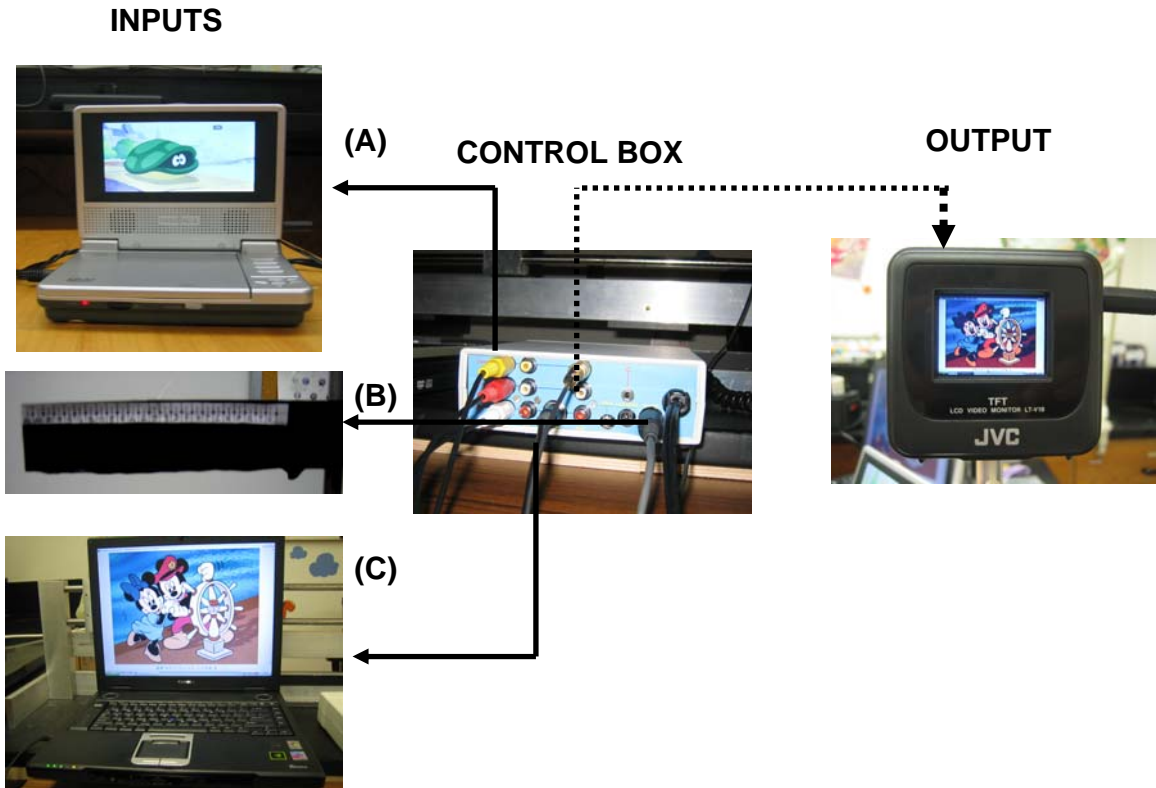 INPUTS
(A)
CONTROL BOX
OUTPUT
(B)
TFT
LCD VIDEO MONITOR LT-V18
JVC
(C)